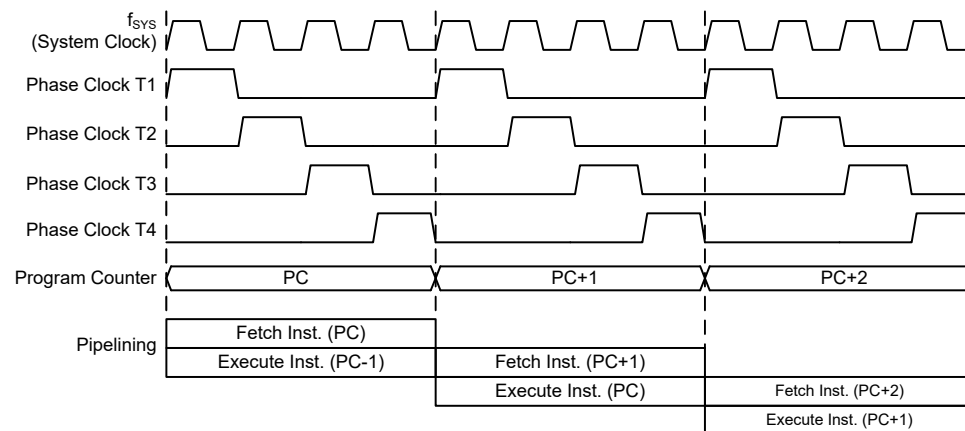 fSYS
(System Clock)
Phase Clock T1
Phase Clock T2
Phase Clock T3
Phase Clock T4
Program Counter PC PC+1 PC+2
Pipelining
Fetch Inst. (PC)
Execute Inst. (PC-1) Fetch Inst. (PC+1)
Execute Inst. (PC) Fetch Inst. (PC+2)
Execute Inst. (PC+1)